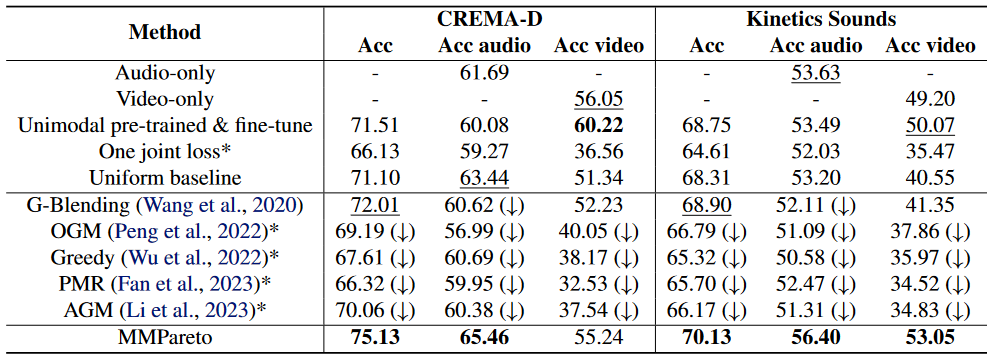 Method CREMA-D Kinetics Sounds
Acc Acc audio Acc video Acc Acc audio Acc video
Audio-only - 61.69 - - 53.63 -
Video-only - - 56.05 - - 49.20
Unimodal pre-trained & fine-tune 71.51 60.08 60.22 68.75 53.49 50.07
One joint loss* 66.13 59.27 36.56 64.61 52.03 35.47
Uniform baseline 71.10 63.44 51.34 68.31 53.20 40.55
G-Blending (Wang et al., 2020) 72.01 60.62 (↓) 52.23 68.90 52.11 (↓) 41.35
OGM (Peng et al., 2022)* 69.19 (↓) 56.99 (↓) 40.05 (↓) 66.79 (↓) 51.09 (↓) 37.86 (↓)
Greedy (Wu et al., 2022)* 67.61 (↓) 60.69 (↓) 38.17 (↓) 65.32 (↓) 50.58 (↓) 35.97 (↓)
PMR (Fan et al., 2023)* 66.32 (↓) 59.95 (↓) 32.53 (↓) 65.70 (↓) 52.47 (↓) 34.52 (↓)
AGM (Li et al., 2023)* 70.06 (↓) 60.38 (↓) 37.54 (↓) 66.17 (↓) 51.31 (↓) 34.83 (↓)
MMPareto 75.13 65.46 55.24 70.13 56.40 53.05